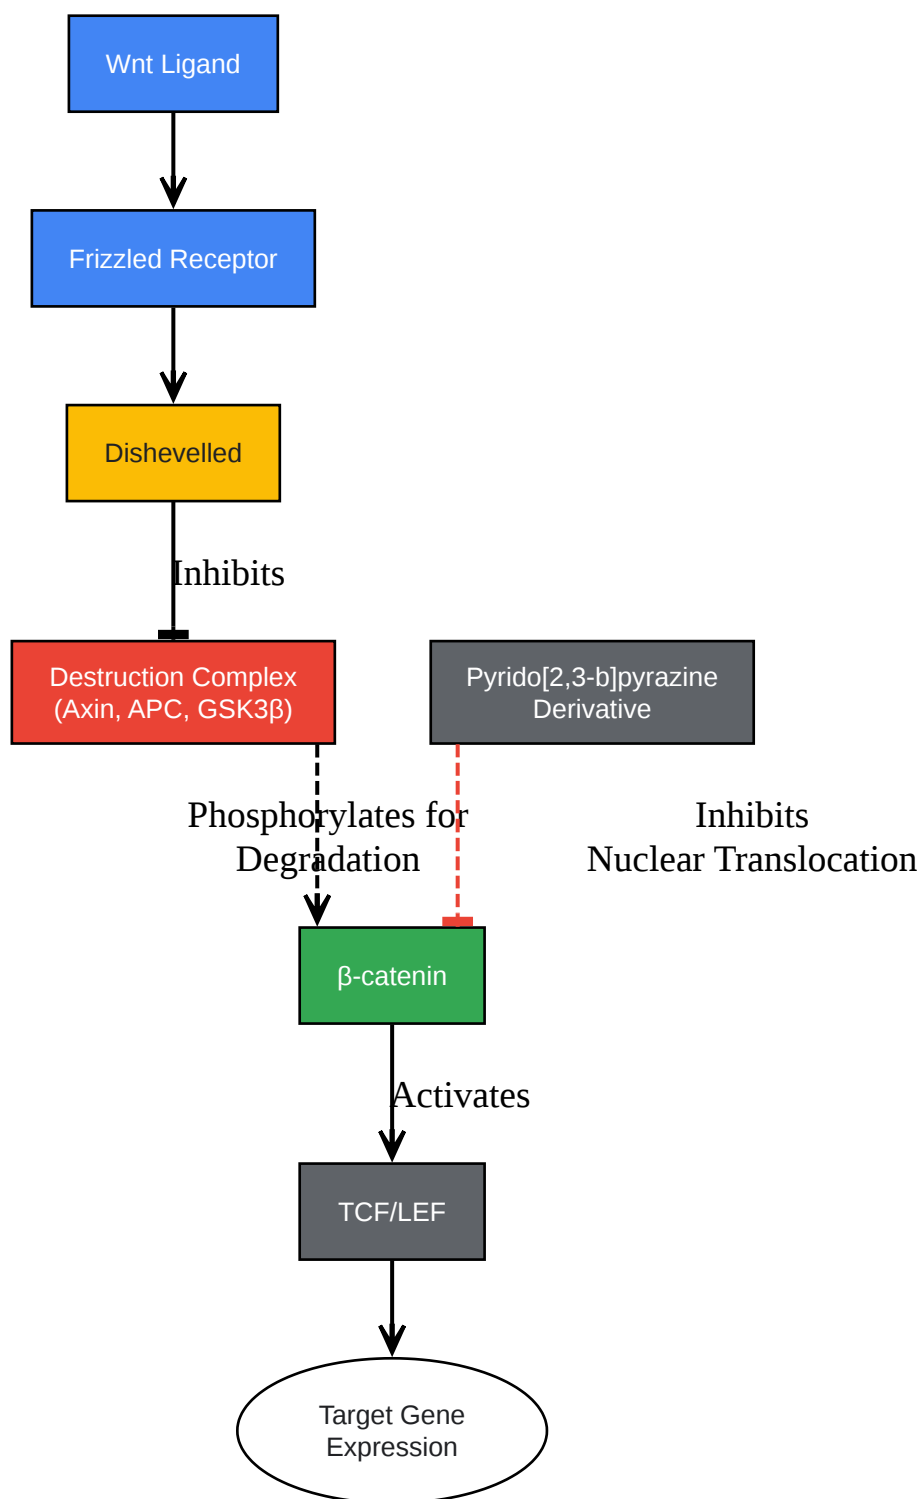 Wnt Ligand
Frizzled Receptor
Dishevelled
Inhibits
Destruction Complex
(Axin, APC, GSK3β)
Pyrido[2,3-b]pyrazine
Derivative
Phosphorylates for
Degradation
Inhibits
Nuclear Translocation
β-catenin
Activates
TCF/LEF
Target Gene
Expression